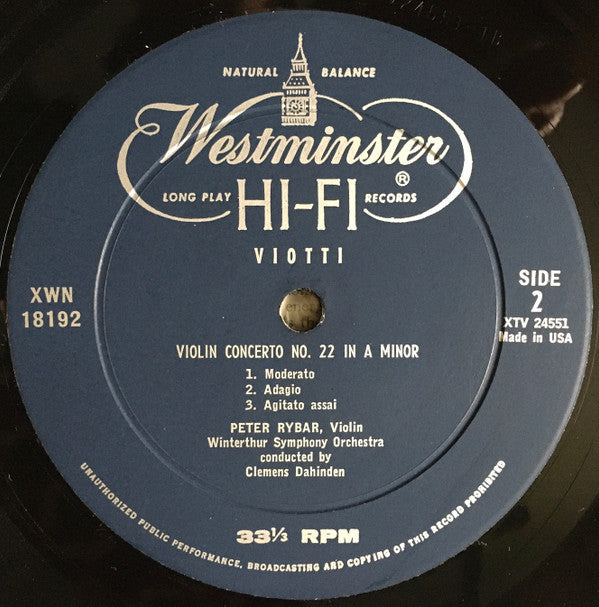 NATURAL BALANCE
Westminster
LONG PLAY HI-FI ® RECORDS
VIOTTI
XWN
18192
SIDE
2
XTV 24551
Made in USA
VIOLIN CONCERTO NO. 22 IN A MINOR
1. Moderato
2. Adagio
3. Agitato assai
PETER RYBAR, Violin
Winterthur Symphony Orchestra
conducted by
Clemens Dahinden
33⅓ RPM
UNAUTHORIZED PUBLIC PERFORMANCE, BROADCASTING AND COPYING OF THIS RECORD PROHIBITED